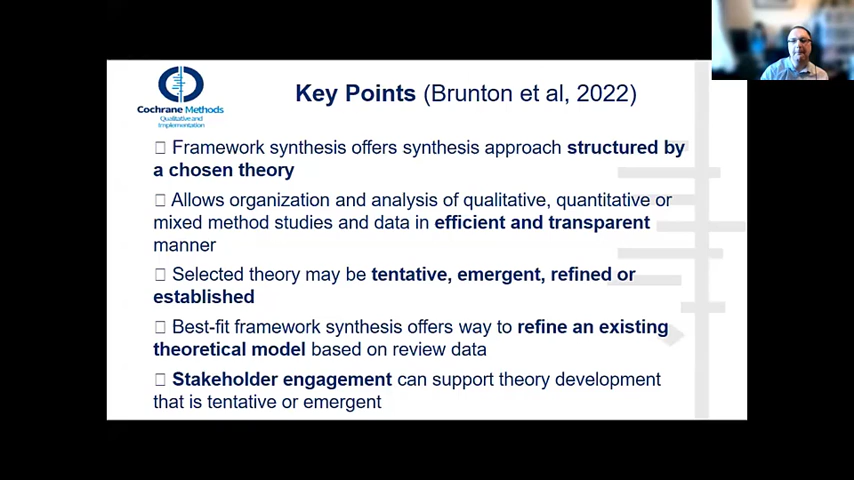 Cochrane Methods
Qualitative and
Implementation
Key Points (Brunton et al, 2022)
Framework synthesis offers synthesis approach structured by
a chosen theory
Allows organization and analysis of qualitative, quantitative or
mixed method studies and data in efficient and transparent
manner
Selected theory may be tentative, emergent, refined or
established
Best-fit framework synthesis offers way to refine an existing
theoretical model based on review data
Stakeholder engagement can support theory development
that is tentative or emergent